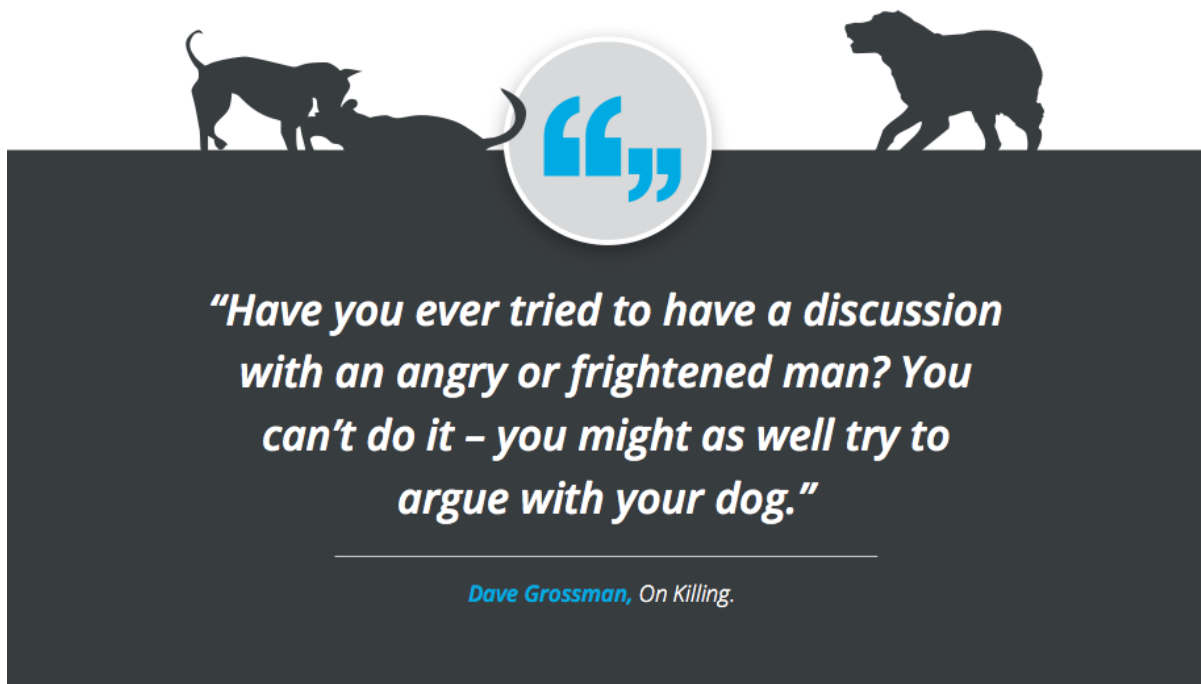 “Have you ever tried to have a discussion
with an angry or frightened man? You
can’t do it – you might as well try to
argue with your dog.”
Dave Grossman, On Killing.